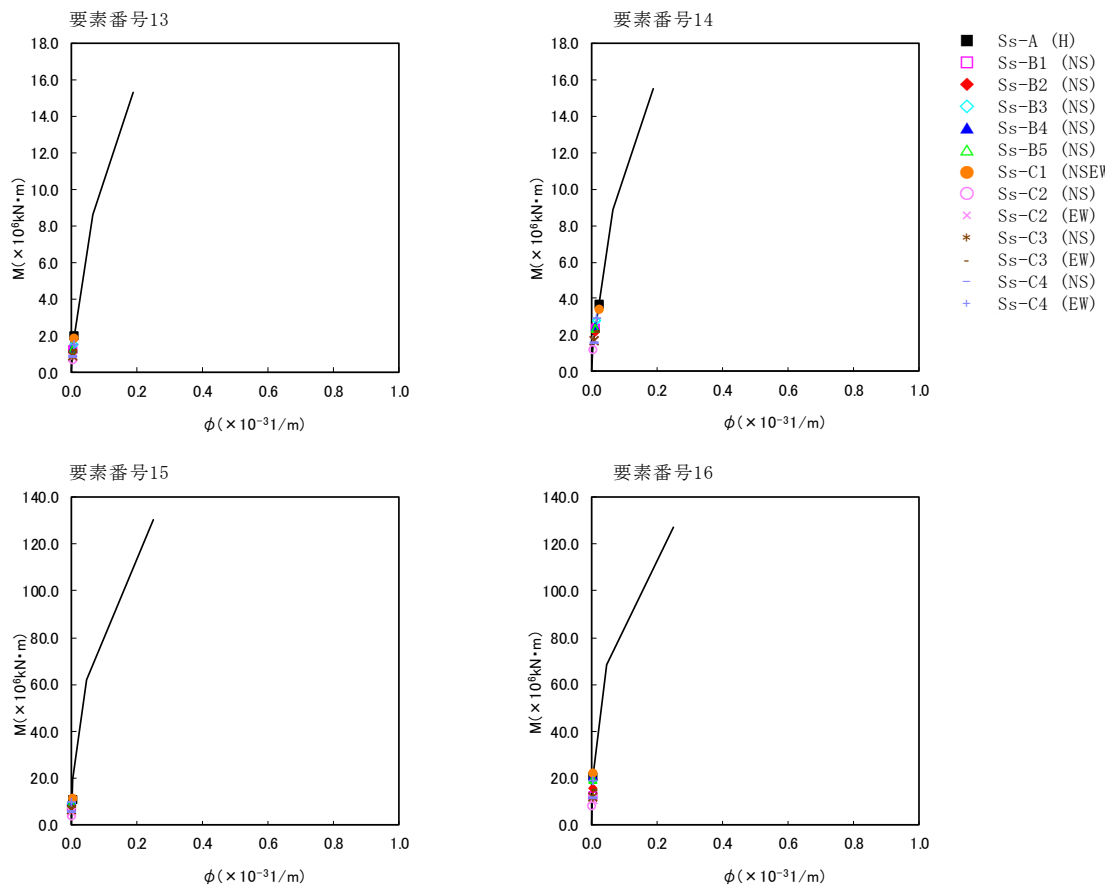 要素番号13
18.0
16.0
14.0
12.0
10.0
8.0
6.0
4.0
2.0
0.0
M(×10⁶kN・m)
0.0 0.2 0.4 0.6 0.8 1.0
φ(×10⁻³1/m)
要素番号14
18.0
16.0
14.0
12.0
10.0
8.0
6.0
4.0
2.0
0.0
M(×10⁶kN・m)
0.0 0.2 0.4 0.6 0.8 1.0
φ(×10⁻³1/m)
Ss-A (H)
Ss-B1 (NS)
Ss-B2 (NS)
Ss-B3 (NS)
Ss-B4 (NS)
Ss-B5 (NS)
Ss-C1 (NSEW
Ss-C2 (NS)
Ss-C2 (EW)
Ss-C3 (NS)
Ss-C3 (EW)
Ss-C4 (NS)
Ss-C4 (EW)
要素番号15
140.0
120.0
100.0
80.0
60.0
40.0
20.0
0.0
M(×10⁶kN・m)
0.0 0.2 0.4 0.6 0.8 1.0
φ(×10⁻³1/m)
要素番号16
140.0
120.0
100.0
80.0
60.0
40.0
20.0
0.0
M(×10⁶kN・m)
0.0 0.2 0.4 0.6 0.8 1.0
φ(×10⁻³1/m)